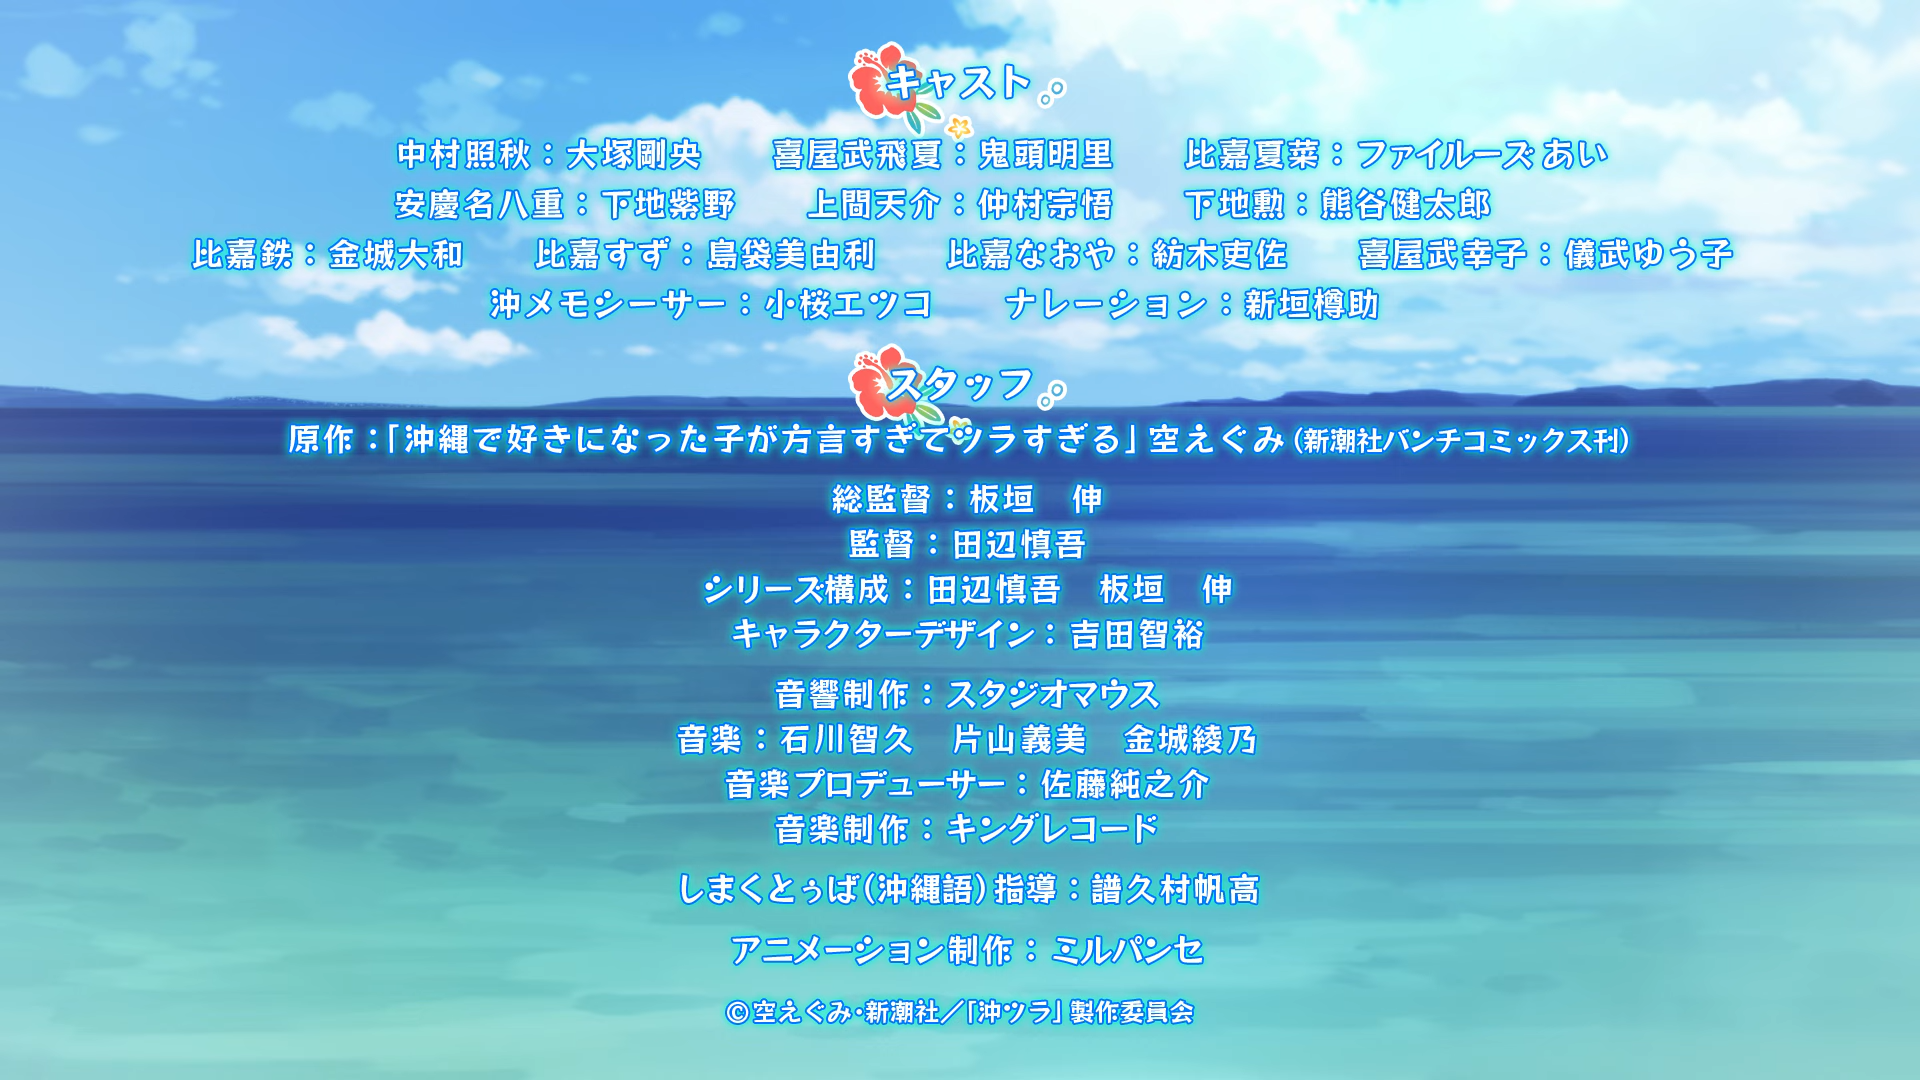 キャスト
中村照秋：大塚剛央　　喜屋武飛夏：鬼頭明里　　比嘉夏菜：ファイルーズあい
安慶名八重：下地紫野　　上間天介：仲村宗悟　　下地勲：熊谷健太郎
比嘉鉄：金城大和　　比嘉すず：島袋美由利　　比嘉なおや：紡木吏佐　　喜屋武幸子：儀武ゆう子
沖メモシーサー：小桜エツコ　　ナレーション：新垣樽助
スタッフ
原作：「沖縄で好きになった子が方言すぎてツラすぎる」空えぐみ（新潮社バンチコミックス刊）
総監督：板垣　伸
監督：田辺慎吾
シリーズ構成：田辺慎吾　板垣　伸
キャラクターデザイン：吉田智裕
音響制作：スタジオマウス
音楽：石川智久　片山義美　金城綾乃
音楽プロデューサー：佐藤純之介
音楽制作：キングレコード
しまくとぅば（沖縄語）指導：譜久村帆高
アニメーション制作：ミルパンセ
©空えぐみ・新潮社／「沖ツラ」製作委員会